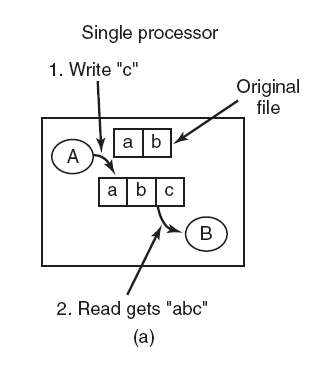 Single processor
1. Write "c"
Original
file
a b
A
a b c
B
2. Read gets "abc"
(a)